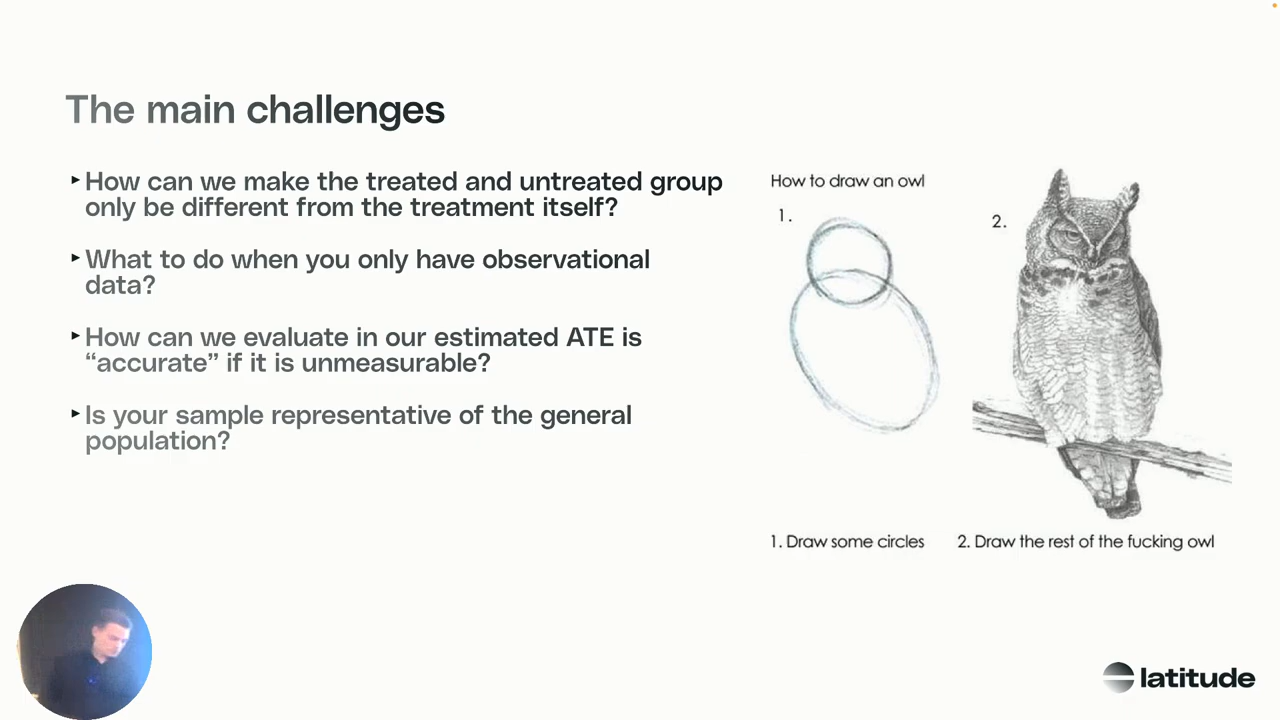 The main challenges
‣How can we make the treated and untreated group
only be different from the treatment itself?
‣What to do when you only have observational
data?
‣How can we evaluate in our estimated ATE is
“accurate” if it is unmeasurable?
‣Is your sample representative of the general
population?
How to draw an owl
1.
2.
1. Draw some circles
2. Draw the rest of the fucking owl
latitude